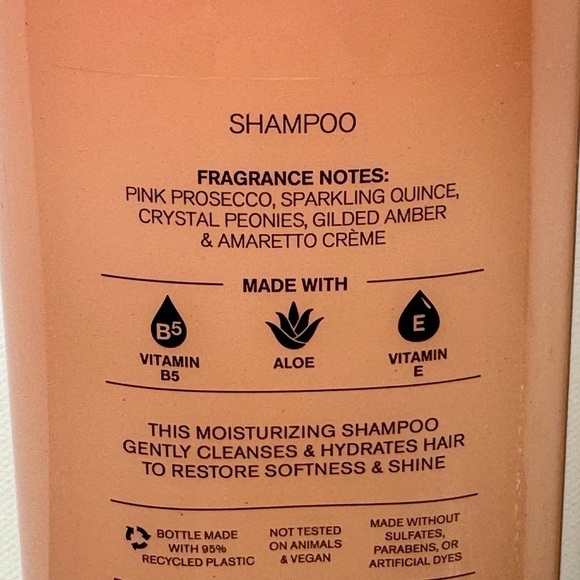 SHAMPOO
FRAGRANCE NOTES:
PINK PROSECCO, SPARKLING QUINCE,
CRYSTAL PEONIES, GILDED AMBER
& AMARETTO CRÈME
MADE WITH
B5
VITAMIN
B5
ALOE
E
VITAMIN
E
THIS MOISTURIZING SHAMPOO
GENTLY CLEANSES & HYDRATES HAIR
TO RESTORE SOFTNESS & SHINE
BOTTLE MADE
WITH 95%
RECYCLED PLASTIC
NOT TESTED
ON ANIMALS
& VEGAN
MADE WITHOUT
SULFATES,
PARABENS, OR
ARTIFICIAL DYES